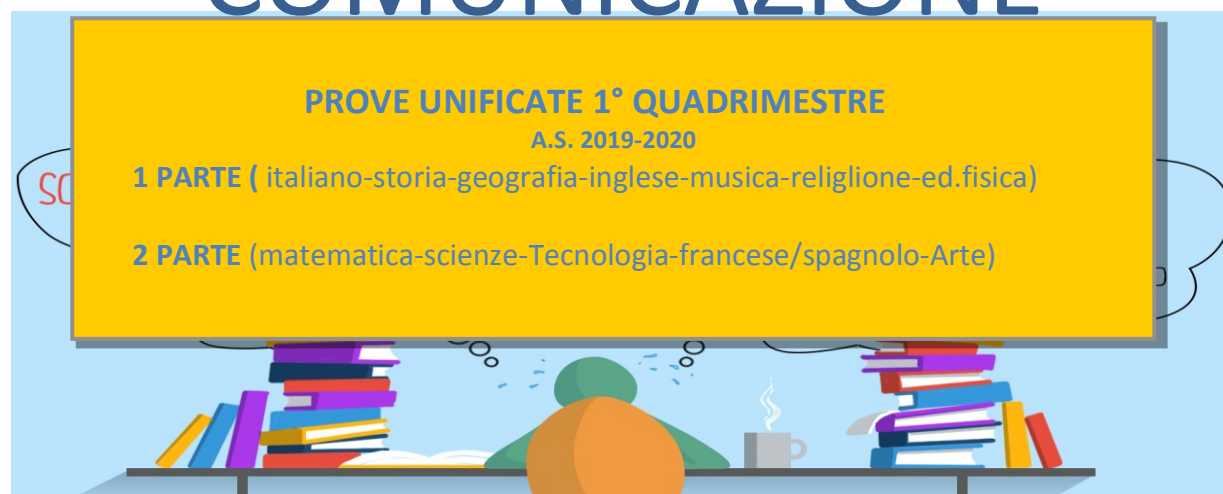 COMUNICAZIONE
PROVE UNIFICATE 1° QUADRIMESTRE
A.S. 2019-2020
1 PARTE ( italiano-storia-geografia-inglese-musica-religlione-ed.fisica)
2 PARTE (matematica-scienze-Tecnologia-francese/spagnolo-Arte)